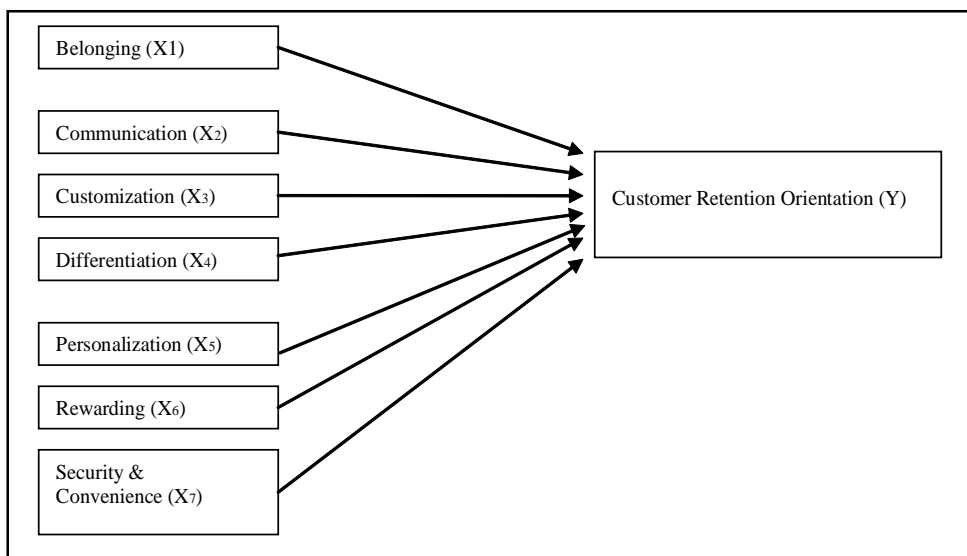 Belonging (X1)
Communication (X2)
Customization (X3)
Differentiation (X4)
Personalization (X5)
Rewarding (X6)
Security &
Convenience (X7)
Customer Retention Orientation (Y)